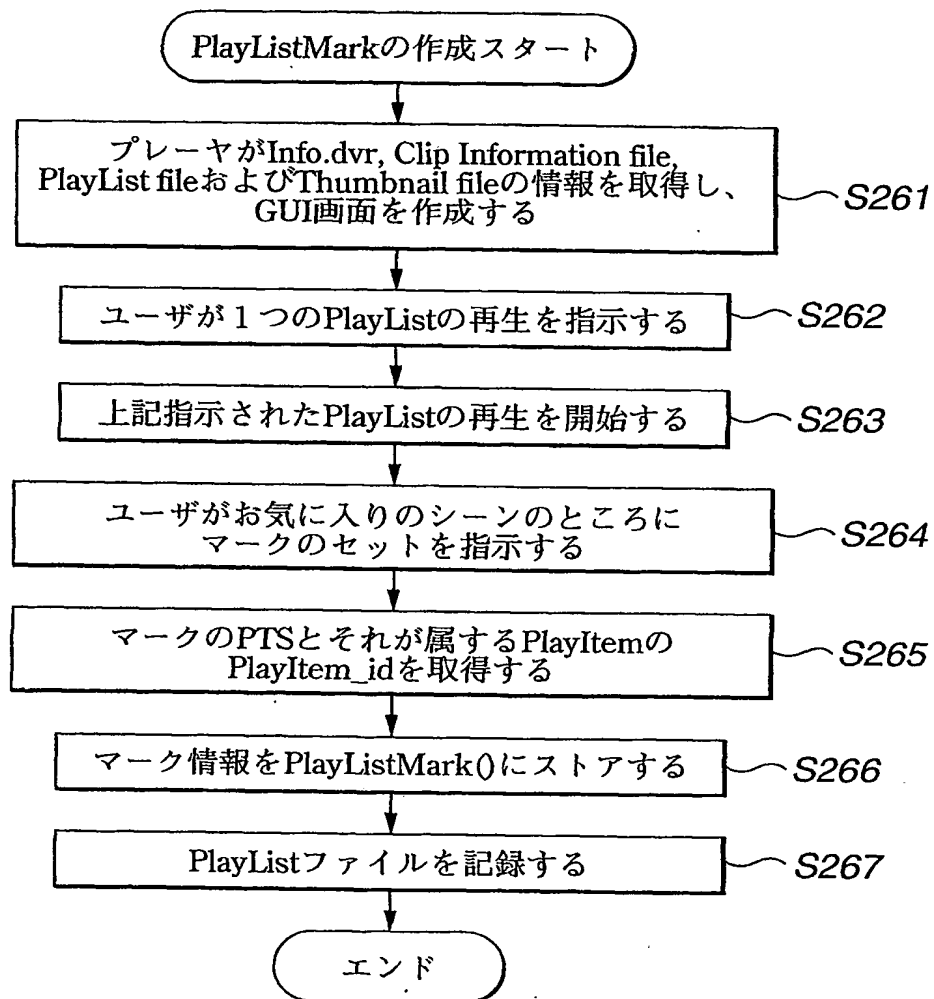 PlayListMarkの作成スタート
プレーヤがInfo.dvr, Clip Information file,
PlayList fileおよびThumbnail fileの情報を取得し、
GUI画面を作成する
S261
ユーザが1つのPlayListの再生を指示する
S262
上記指示されたPlayListの再生を開始する
S263
ユーザがお気に入りのシーンのところに
マークのセットを指示する
S264
マークのPTSとそれが属するPlayItemの
PlayItem_idを取得する
S265
マーク情報をPlayListMark()にストアする
S266
PlayListファイルを記録する
S267
エンド